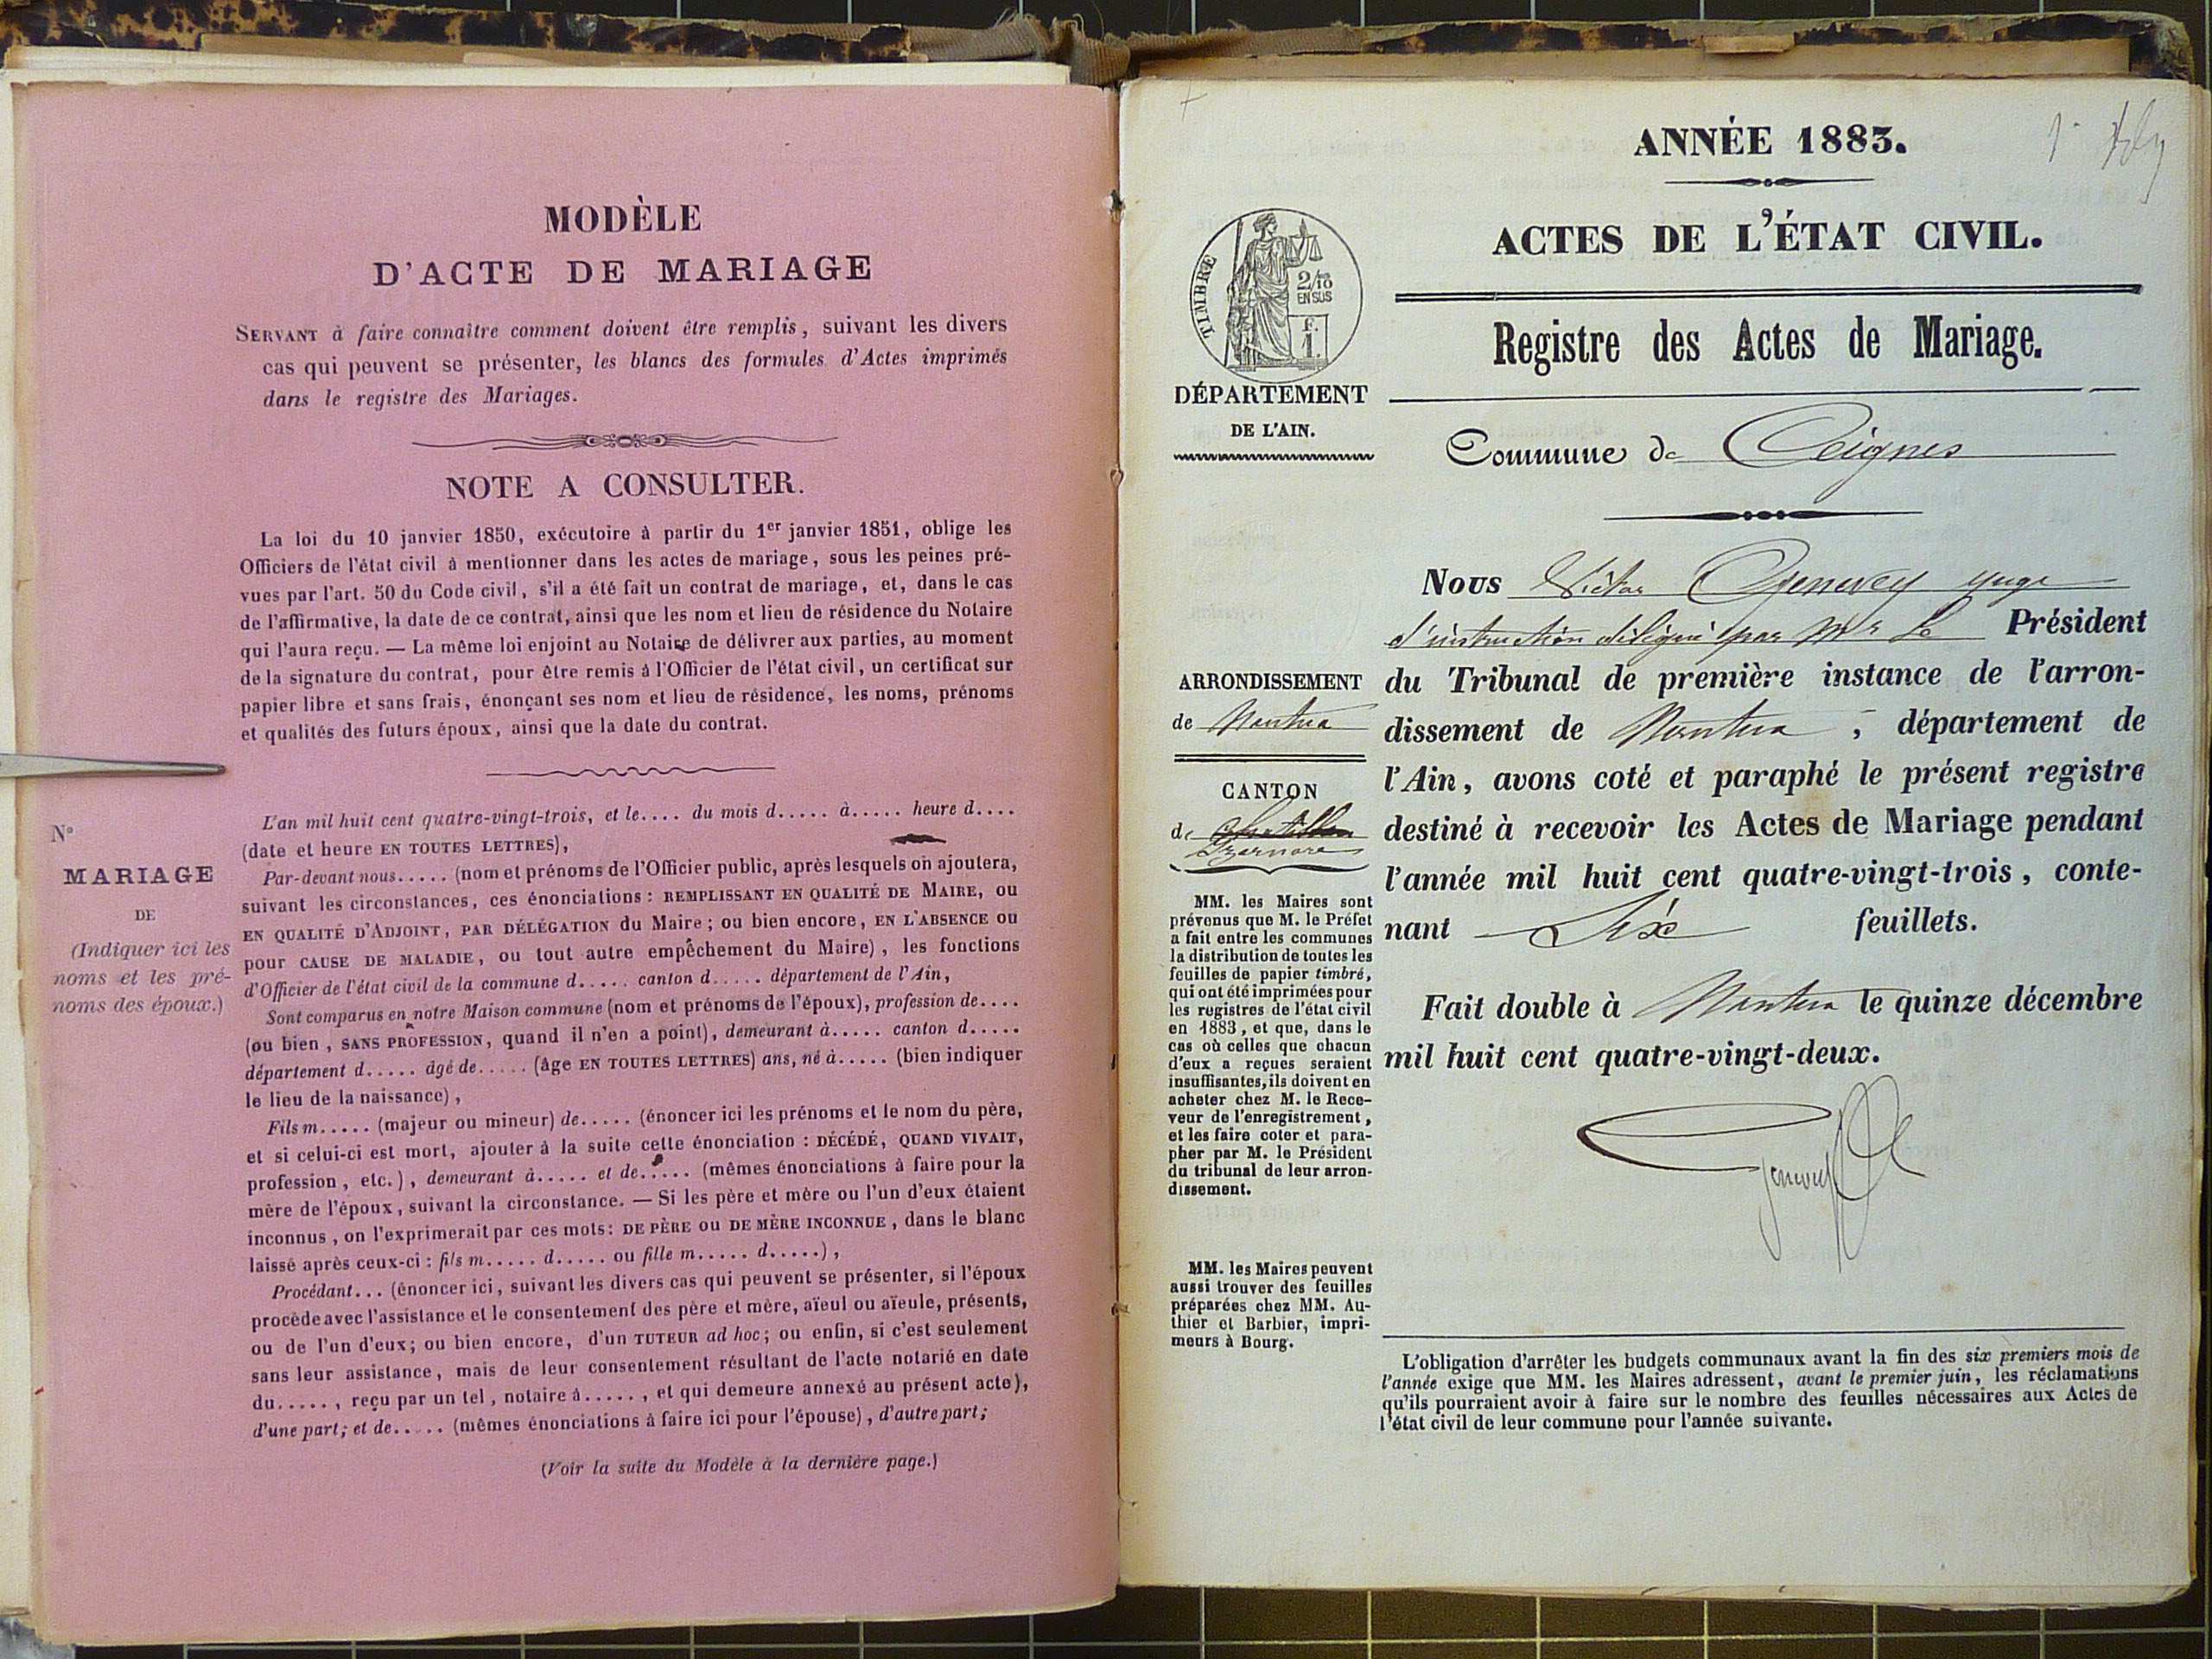 MODÈLE
D'ACTE DE MARIAGE
SERVANT à faire connaître comment doivent être remplis, suivant les divers
cas qui peuvent se présenter, les blancs des formules d'Actes imprimés
dans le registre des Mariages.
NOTE A CONSULTER.
La loi du 10 janvier 1850, exécutoire à partir du 1er janvier 1851, oblige les
Officiers de l'état civil à mentionner dans les actes de mariage, sous les peines pré-
vues par l'art. 50 du Code civil, s'il a été fait un contrat de mariage, et, dans le cas
de l'affirmative, la date de ce contrat, ainsi que les nom et lieu de résidence du Notaire
qui l'aura reçu. — La même loi enjoint au Notaire de délivrer aux parties, au moment
de la signature du contrat, pour être remis à l'Officier de l'état civil, un certificat sur
papier libre et sans frais, énonçant ses nom et lieu de résidence, les noms, prénoms
et qualités des futurs époux, ainsi que la date du contrat.
N°
MARIAGE
DE
(Indiquer ici les
noms et les pré-
noms des époux.)
L'an mil huit cent quatre-vingt-trois, et le.... du mois d..... à..... heure d....
(date et heure EN TOUTES LETTRES),
Par-devant nous..... (nom et prénoms de l'Officier public, après lesquels on ajoutera,
suivant les circonstances, ces énonciations : REMPLISSANT EN QUALITÉ DE MAIRE, ou
EN QUALITÉ D'ADJOINT, PAR DÉLÉGATION du Maire; ou bien encore, EN L'ABSENCE OU
pour CAUSE DE MALADIE, ou tout autre empêchement du Maire), les fonctions
d'Officier de l'état civil de la commune d..... canton d..... département de l'Ain,
Sont comparus en notre Maison commune (nom et prénoms de l'époux), profession de....
(ou bien, SANS PROFESSION, quand il n'en a point), demeurant à..... canton d.....
département d..... âgé de..... (âge EN TOUTES LETTRES) ans, né à..... (bien indiquer
le lieu de la naissance),
Fils m..... (majeur ou mineur) de..... (énoncer ici les prénoms et le nom du père,
et si celui-ci est mort, ajouter à la suite cette énonciation : DÉCÉDÉ, QUAND VIVAIT,
profession, etc.), demeurant à..... et de..... (mêmes énonciations à faire pour la
mère de l'époux, suivant la circonstance. — Si les père et mère ou l'un d'eux étaient
inconnus, on l'exprimerait par ces mots: DE PÈRE OU DE MÈRE INCONNUE, dans le blanc
laissé après ceux-ci : fils m..... d..... ou fille m..... d.....),
Procédant... (énoncer ici, suivant les divers cas qui peuvent se présenter, si l'époux
procède avec l'assistance et le consentement des père et mère, aïeul ou aïeule, présents,
ou de l'un d'eux; ou bien encore, d'un TUTEUR ad hoc; ou enfin, si c'est seulement
sans leur assistance, mais de leur consentement résultant de l'acte notarié en date
du....., reçu par un tel, notaire à....., et qui demeure annexé au présent acte),
d'une part; et de..... (mêmes énonciations à faire ici pour l'épouse), d'autre part;
(Voir la suite du Modèle à la dernière page.)
ANNÉE 1883.
ACTES DE L'ÉTAT CIVIL.
TIMBRE
2/10
EN SUS
F.
1.
Registre des Actes de Mariage.
DÉPARTEMENT
DE L'AIN.
Commune de Ceignes
Nous Victor Genevey juge
d'instruction délégué par Mr le Président
du Tribunal de première instance de l'arron-
dissement de Nantua, département de
l'Ain, avons coté et paraphé le présent registre
destiné à recevoir les Actes de Mariage pendant
l'année mil huit cent quatre-vingt-trois, conte-
nant Six feuillets.
Fait double à Nantua le quinze décembre
mil huit cent quatre-vingt-deux.
Genevey
ARRONDISSEMENT
de Nantua
CANTON
de Chatillon
Izernore
MM. les Maires sont
prévenus que M. le Préfet
a fait entre les communes
la distribution de toutes les
feuilles de papier timbré,
qui ont été imprimées pour
les registres de l'état civil
en 1883, et que, dans le
cas où celles que chacun
d'eux a reçues seraient
insuffisantes, ils doivent en
acheter chez M. le Rece-
veur de l'enregistrement,
et les faire coter et para-
pher par M. le Président
du tribunal de leur arron-
dissement.
MM. les Maires peuvent
aussi trouver des feuilles
préparées chez MM. Au-
thier et Barbier, impri-
meurs à Bourg.
L'obligation d'arrêter les budgets communaux avant la fin des six premiers mois de
l'année exige que MM. les Maires adressent, avant le premier juin, les réclamations
qu'ils pourraient avoir à faire sur le nombre des feuilles nécessaires aux Actes de
l'état civil de leur commune pour l'année suivante.